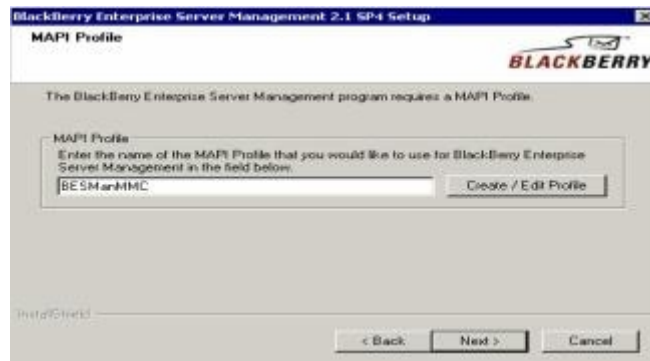 BlackBerry Enterprise Server Management 2.1 SP4 Setup
MAPI Profile
BLACKBERRY
The BlackBerry Enterprise Server Management program requires a MAPI Profile.
MAPI Profile
Enter the name of the MAPI Profile that you would like to use for BlackBerry Enterprise
Server Management in the field below.
BESManMMC
Create / Edit Profile
InstallShield
< Back
Next >
Cancel